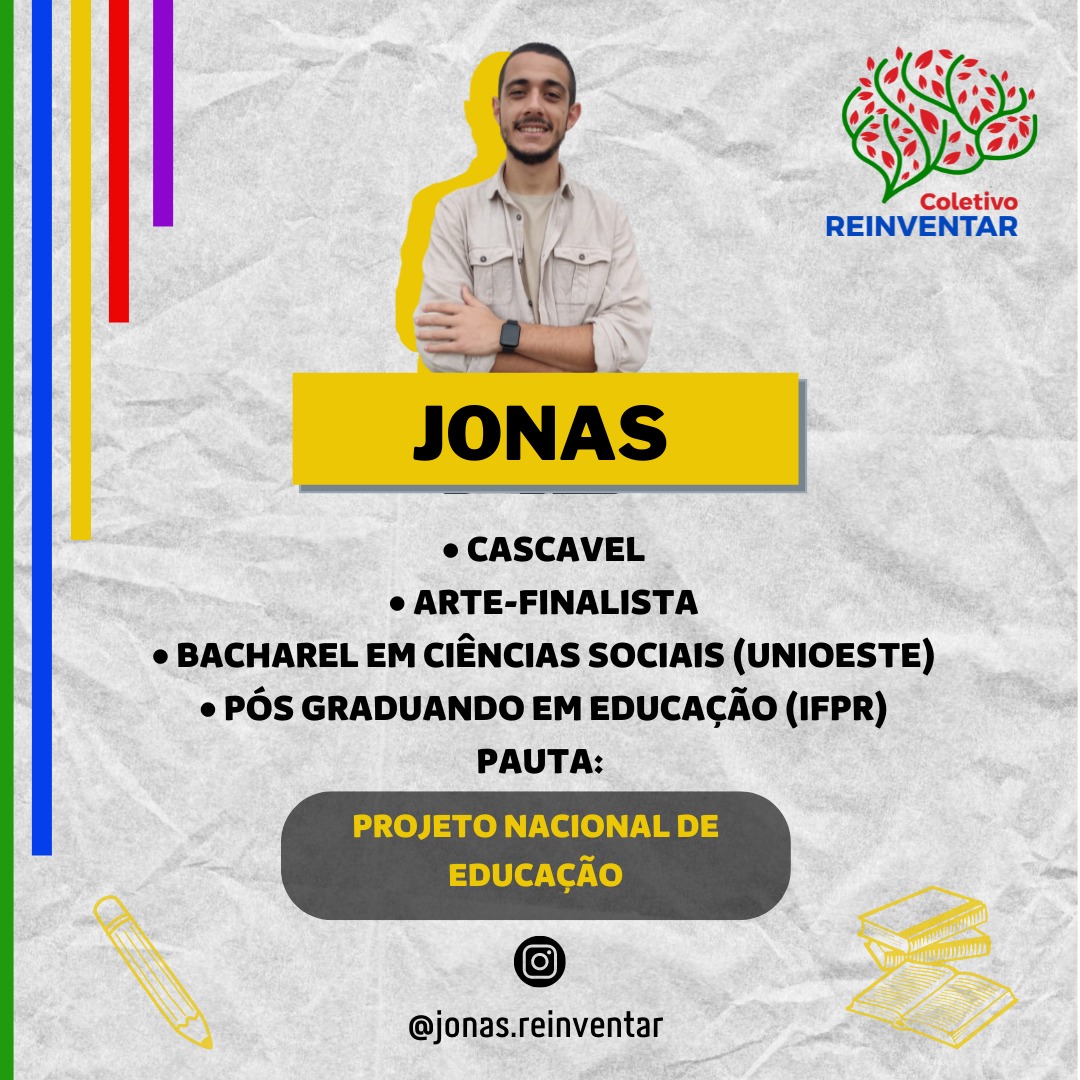 Coletivo
REINVENTAR
JONAS
• CASCAVEL
• ARTE-FINALISTA
• BACHAREL EM CIÊNCIAS SOCIAIS (UNIOESTE)
• PÓS GRADUANDO EM EDUCAÇÃO (IFPR)
PAUTA:
PROJETO NACIONAL DE
EDUCAÇÃO
@jonas.reinventar